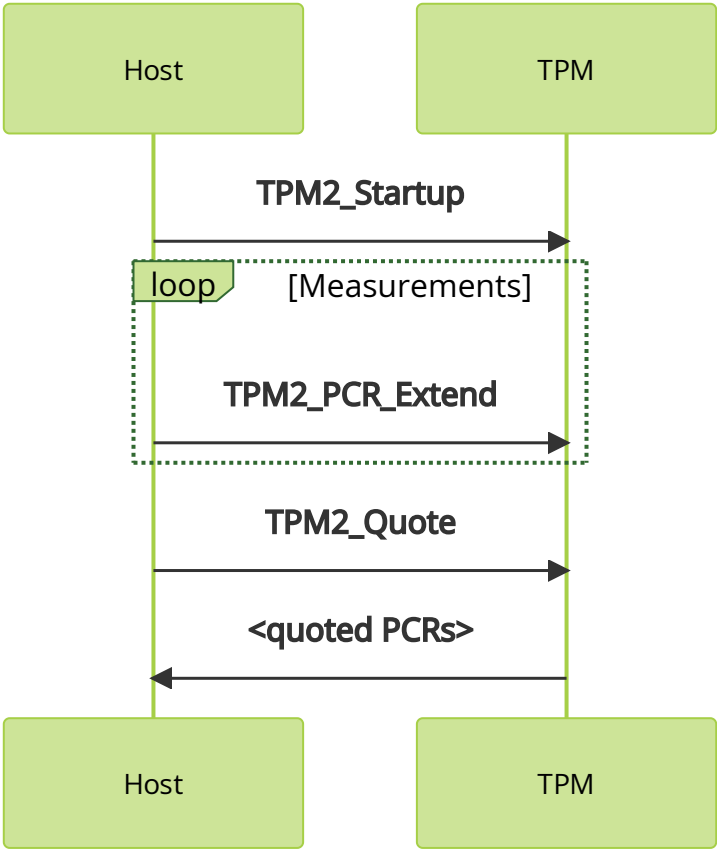 Host TPM
TPM2_Startup
loop [Measurements]
TPM2_PCR_Extend
TPM2_Quote
<quoted PCRs>
Host TPM